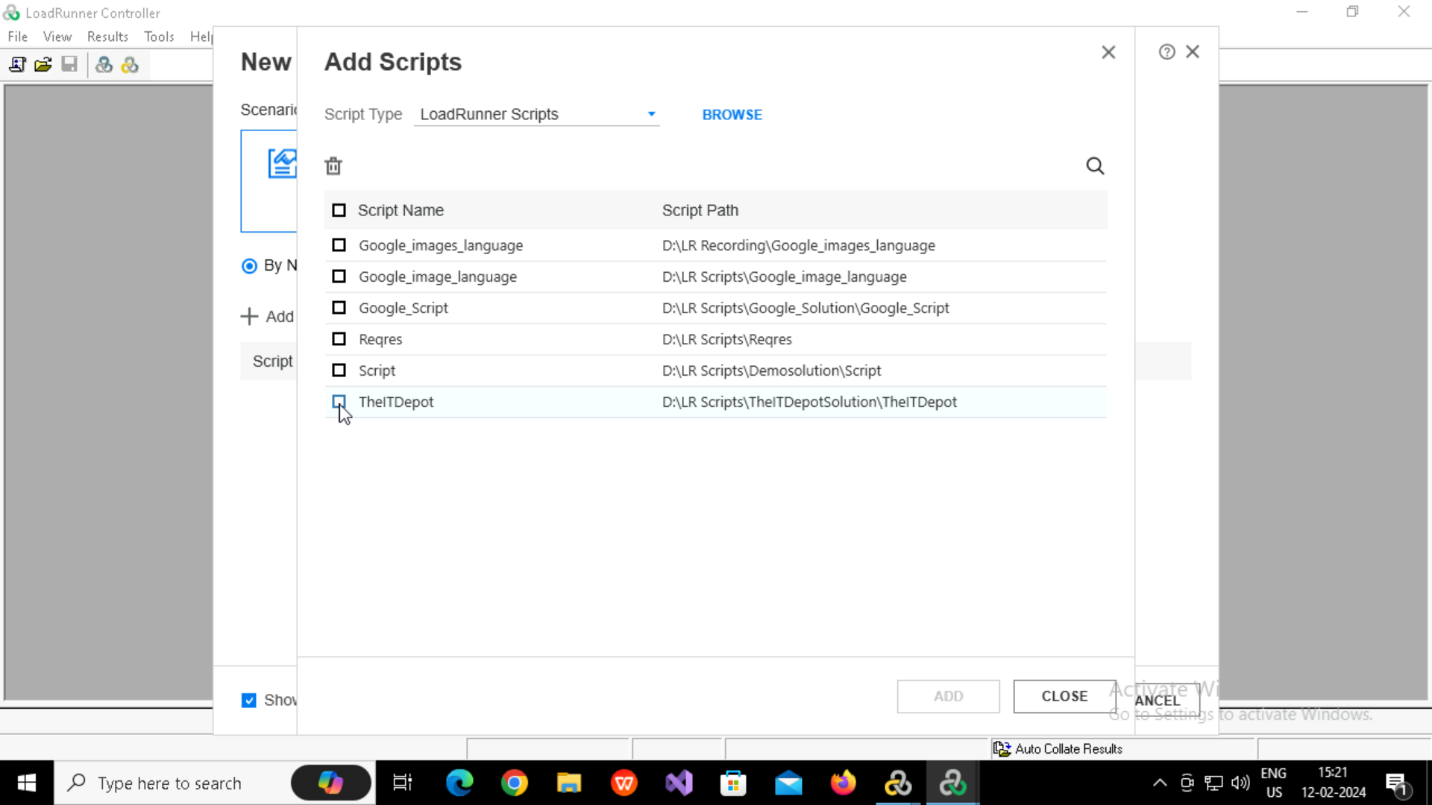 LoadRunner Controller
File View Results Tools Help
New
Add Scripts
Scenario
Script Type LoadRunner Scripts BROWSE
Script Name Script Path
Google_images_language D:\LR Recording\Google_images_language
By N
Google_image_language D:\LR Scripts\Google_image_language
Add
Google_Script D:\LR Scripts\Google_Solution\Google_Script
Reqres D:\LR Scripts\Reqres
Script
Script D:\LR Scripts\Demosolution\Script
TheITDepot D:\LR Scripts\TheITDepotSolution\TheITDepot
Show
ADD CLOSE ANCEL
Activate Wi
Go to Settings to activate Windows.
Auto Collate Results
Type here to search
ENG 15:21
US 12-02-2024
1